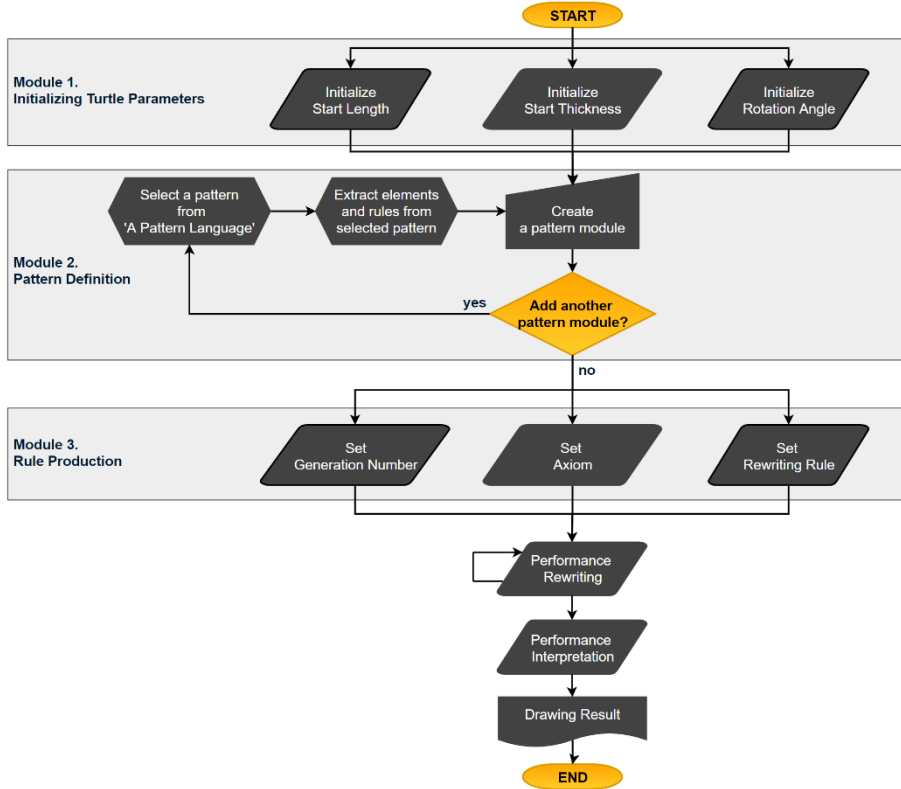 START
Module 1.
Initializing Turtle Parameters
Initialize
Start Length
Initialize
Start Thickness
Initialize
Rotation Angle
Select a pattern
from
'A Pattern Language'
Extract elements
and rules from
selected pattern
Create
a pattern module
Module 2.
Pattern Definition
yes
Add another
pattern module?
no
Module 3.
Rule Production
Set
Generation Number
Set
Axiom
Set
Rewriting Rule
Performance
Rewriting
Performance
Interpretation
Drawing Result
END